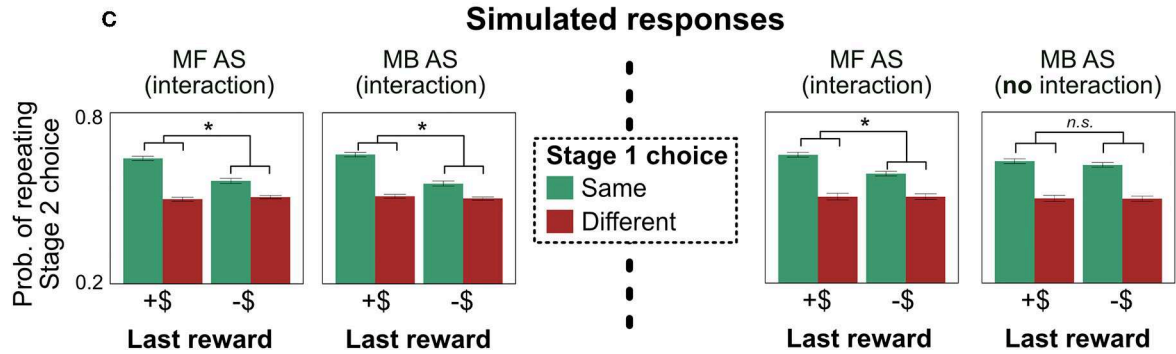 C
Simulated responses
MF AS
(interaction)
MB AS
(interaction)
MF AS
(interaction)
MB AS
(no interaction)
Prob. of repeating
Stage 2 choice
0.8
0.2
*
*
*
n.s.
Stage 1 choice
Same
Different
+$ -$
+$ -$
+$ -$
+$ -$
Last reward
Last reward
Last reward
Last reward